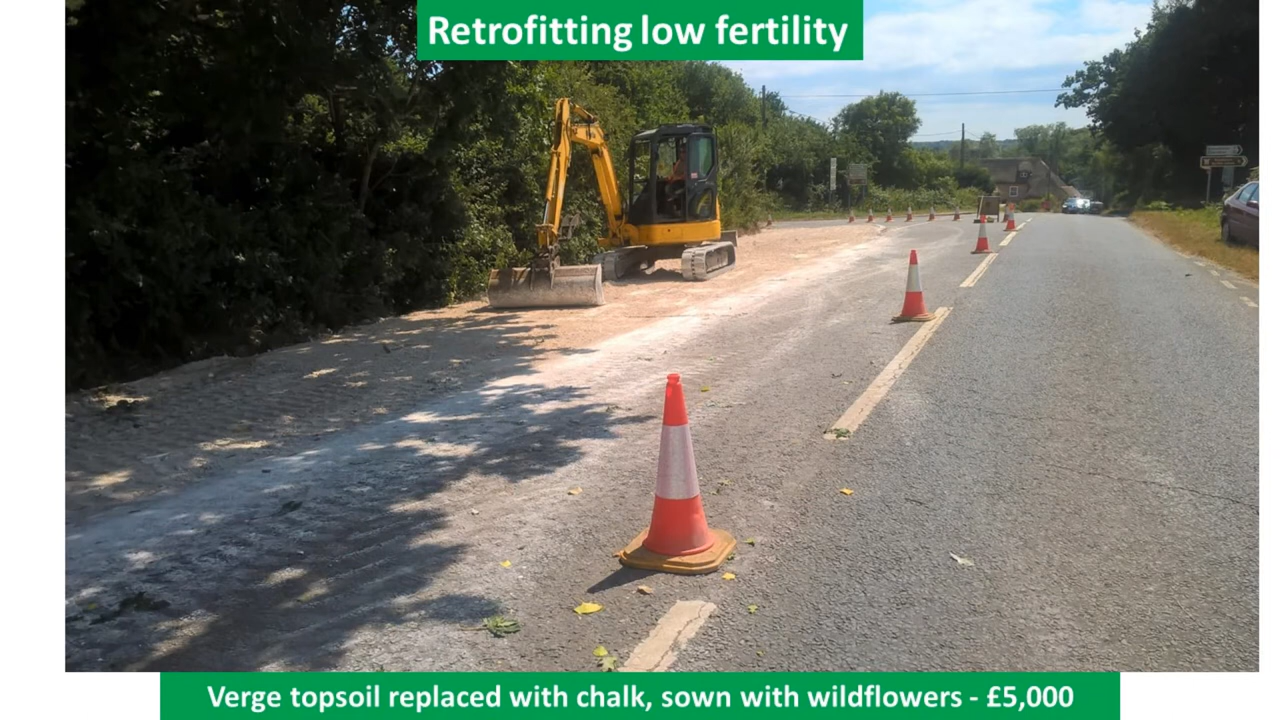 Retrofitting low fertility
Verge topsoil replaced with chalk, sown with wildflowers - £5,000